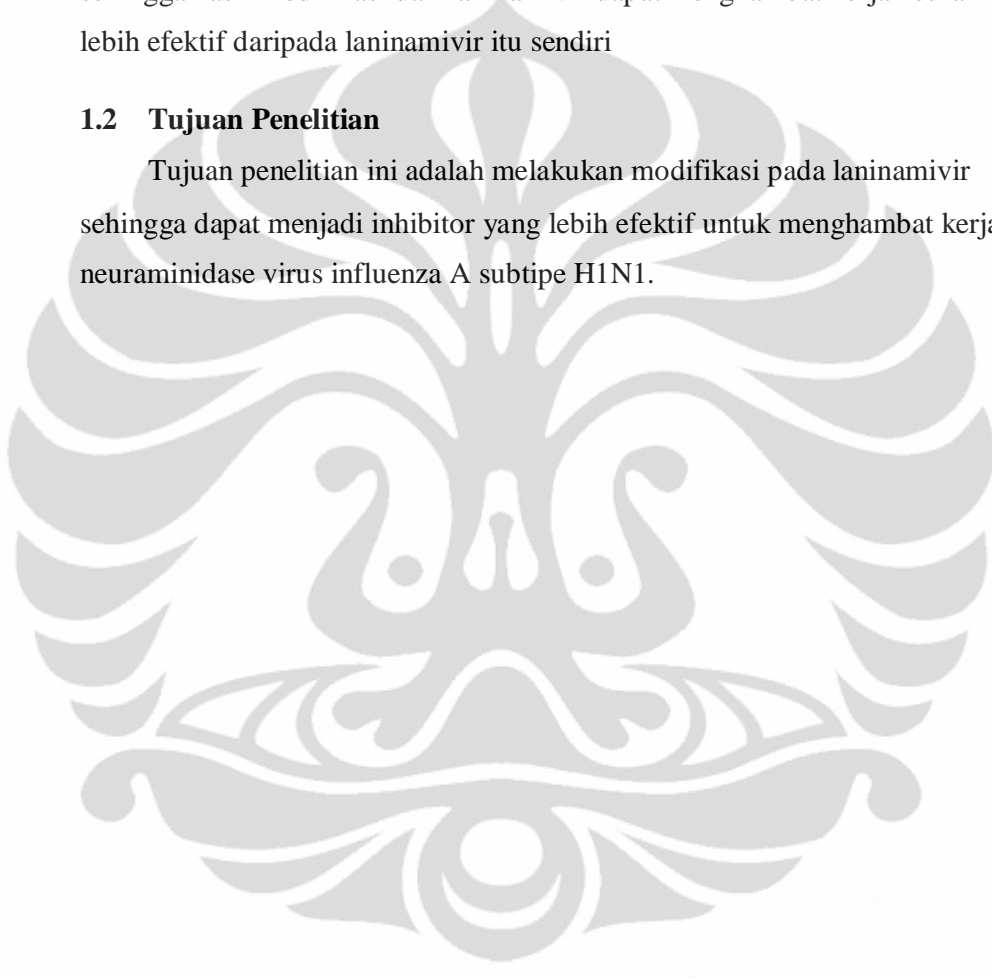 lebih efektif daripada laninamivir itu sendiri
1.2 Tujuan Penelitian
Tujuan penelitian ini adalah melakukan modifikasi pada laninamivir
sehingga dapat menjadi inhibitor yang lebih efektif untuk menghambat kerja
neuraminidase virus influenza A subtipe H1N1.